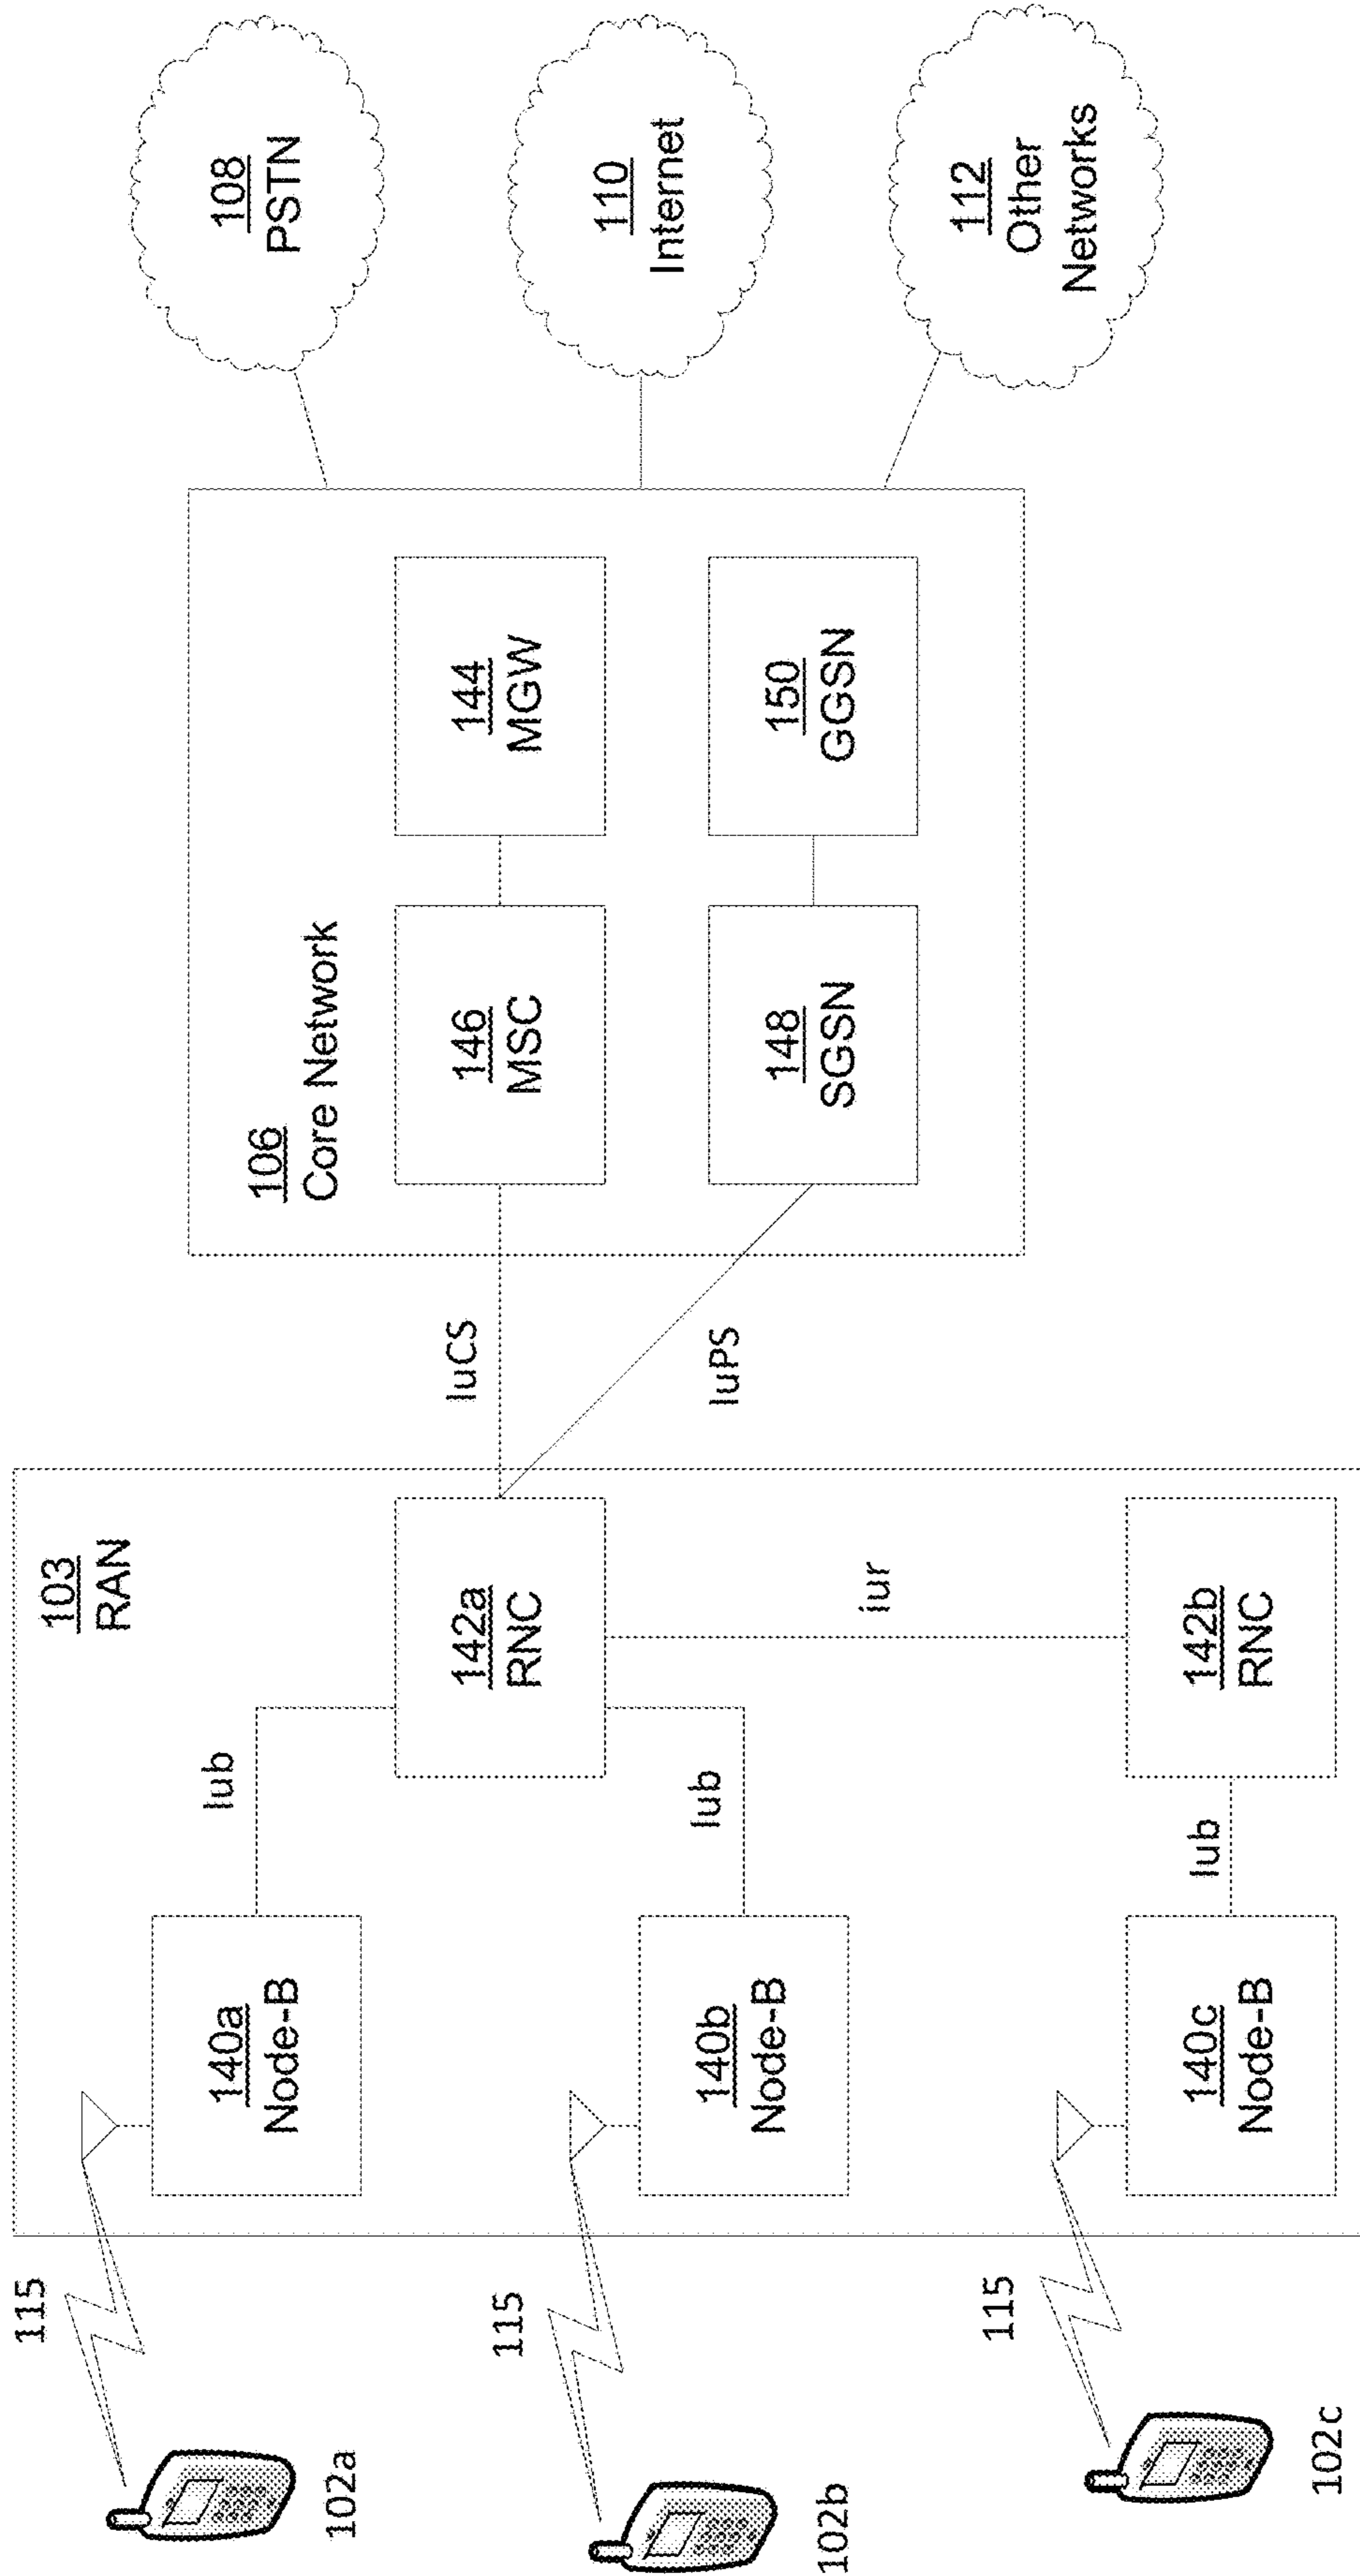 103
RAN
115
102a
140a
Node-B
Iub
142a
RNC
Iub
115
102b
140b
Node-B
iur
115
102c
140c
Node-B
Iub
142b
RNC
IuCS
IuPS
106
Core Network
146
MSC
144
MGW
148
SGSN
150
GGSN
108
PSTN
110
Internet
112
Other
Networks